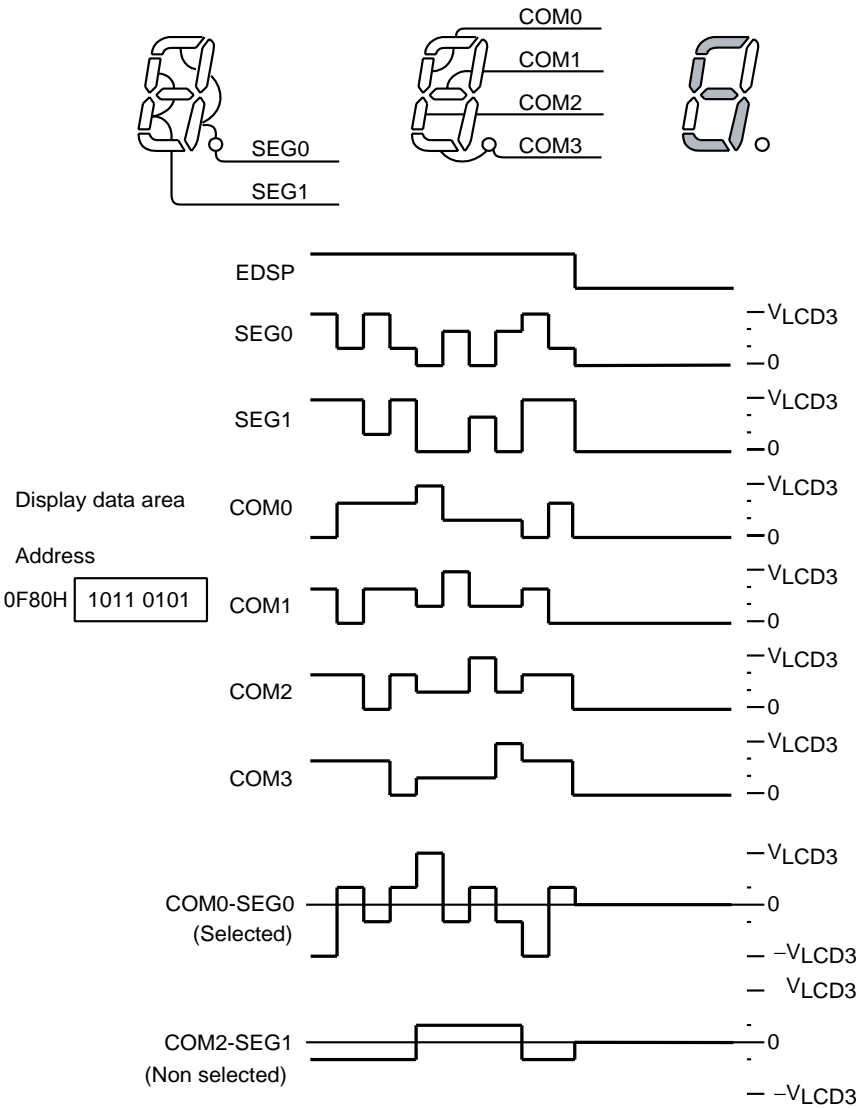 COM0
COM1
COM2
COM3
SEG0
SEG1
EDSP
SEG0
VLCD3
0
SEG1
VLCD3
0
Display data area
COM0
VLCD3
0
Address
0F80H 1011 0101
COM1
VLCD3
0
COM2
VLCD3
0
COM3
VLCD3
0
COM0-SEG0
(Selected)
VLCD3
0
−VLCD3
COM2-SEG1
(Non selected)
VLCD3
0
−VLCD3